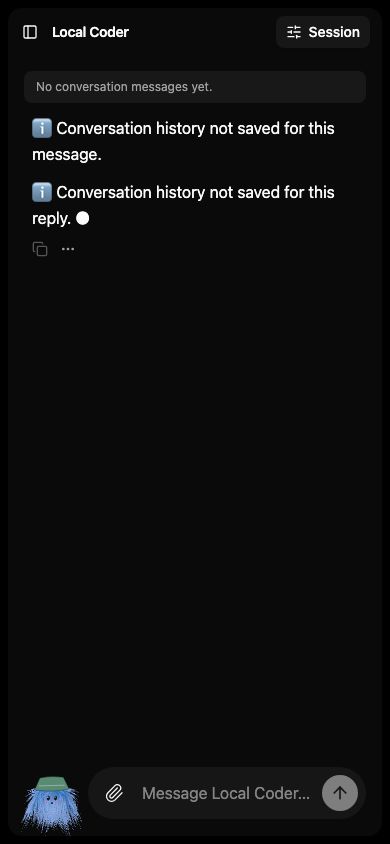 Local Coder
Session
No conversation messages yet.
ℹ️ Conversation history not saved for this
message.
ℹ️ Conversation history not saved for this
reply.
Message Local Coder...